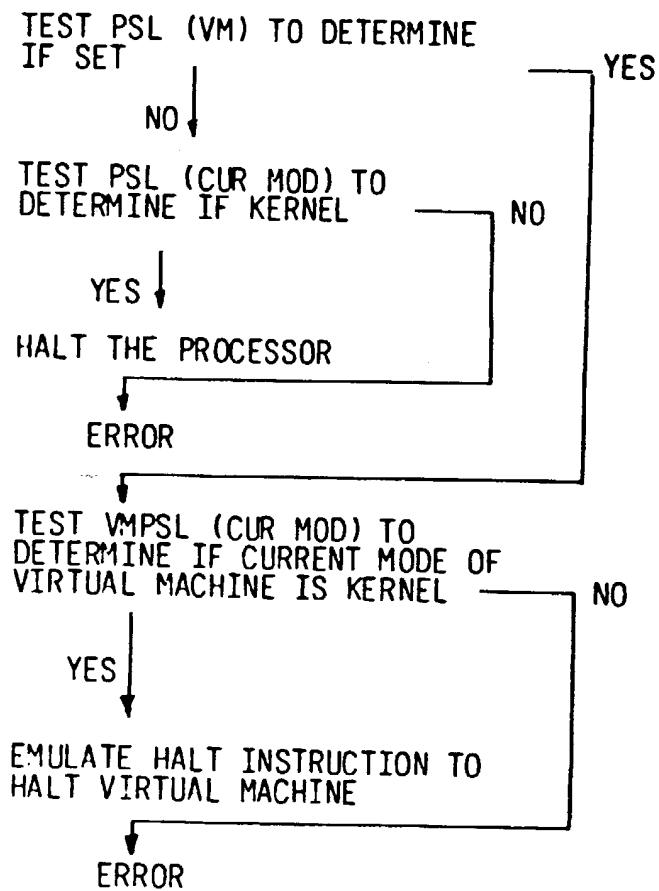 TEST PSL (VM) TO DETERMINE
IF SET
YES
NO
TEST PSL (CUR MOD) TO
DETERMINE IF KERNEL
NO
YES
HALT THE PROCESSOR
ERROR
TEST VMPSL (CUR MOD) TO
DETERMINE IF CURRENT MODE OF
VIRTUAL MACHINE IS KERNEL
NO
YES
EMULATE HALT INSTRUCTION TO
HALT VIRTUAL MACHINE
ERROR